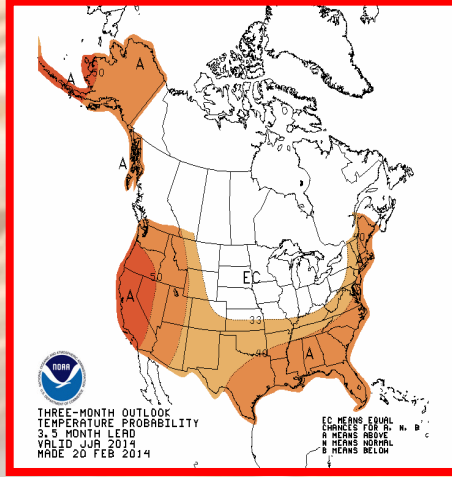 A
50
A
A
50
EC
A
33
40
A
NOAA
THREE-MONTH OUTLOOK
TEMPERATURE PROBABILITY
3.5 MONTH LEAD
VALID JJA 2014
MADE 20 FEB 2014
EC MEANS EQUAL
CHANCES FOR A, N, B
A MEANS ABOVE
N MEANS NORMAL
B MEANS BELOW